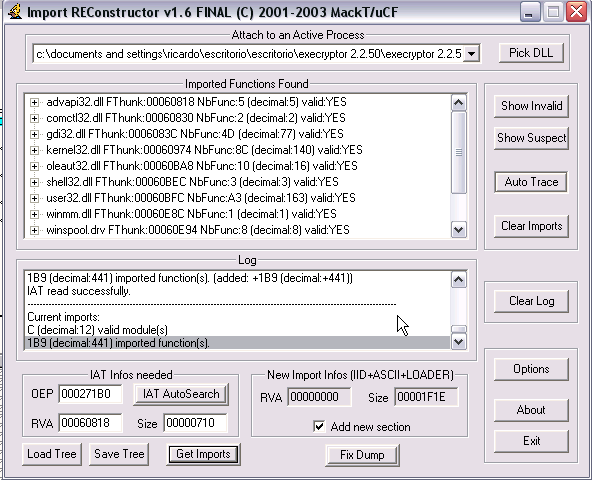 Import REConstructor v1.6 FINAL (C) 2001-2003 MackT/uCF
Attach to an Active Process
c:\documents and settings\ricardo\escritorio\escritorio\execryptor 2.2.50\execryptor 2.2.5
Pick DLL
Imported Functions Found
advapi32.dll FThunk:00060818 NbFunc:5 (decimal:5) valid:YES
comctl32.dll FThunk:00060830 NbFunc:2 (decimal:2) valid:YES
gdi32.dll FThunk:0006083C NbFunc:4D (decimal:77) valid:YES
kernel32.dll FThunk:00060974 NbFunc:8C (decimal:140) valid:YES
oleaut32.dll FThunk:00060BA8 NbFunc:10 (decimal:16) valid:YES
shell32.dll FThunk:00060BEC NbFunc:3 (decimal:3) valid:YES
user32.dll FThunk:00060BFC NbFunc:A3 (decimal:163) valid:YES
winmm.dll FThunk:00060E8C NbFunc:1 (decimal:1) valid:YES
winspool.drv FThunk:00060E94 NbFunc:8 (decimal:8) valid:YES
Show Invalid
Show Suspect
Auto Trace
Clear Imports
Log
1B9 (decimal:441) imported function(s). (added: +1B9 (decimal:+441))
IAT read successfully.
Current imports:
C (decimal:12) valid module(s)
1B9 (decimal:441) imported function(s).
Clear Log
IAT Infos needed
OEP 000271B0 IAT AutoSearch
RVA 00060818 Size 00000710
New Import Infos (IID+ASCII+LOADER)
RVA 00000000 Size 00001F1E
Add new section
Options
About
Exit
Load Tree Save Tree Get Imports Fix Dump